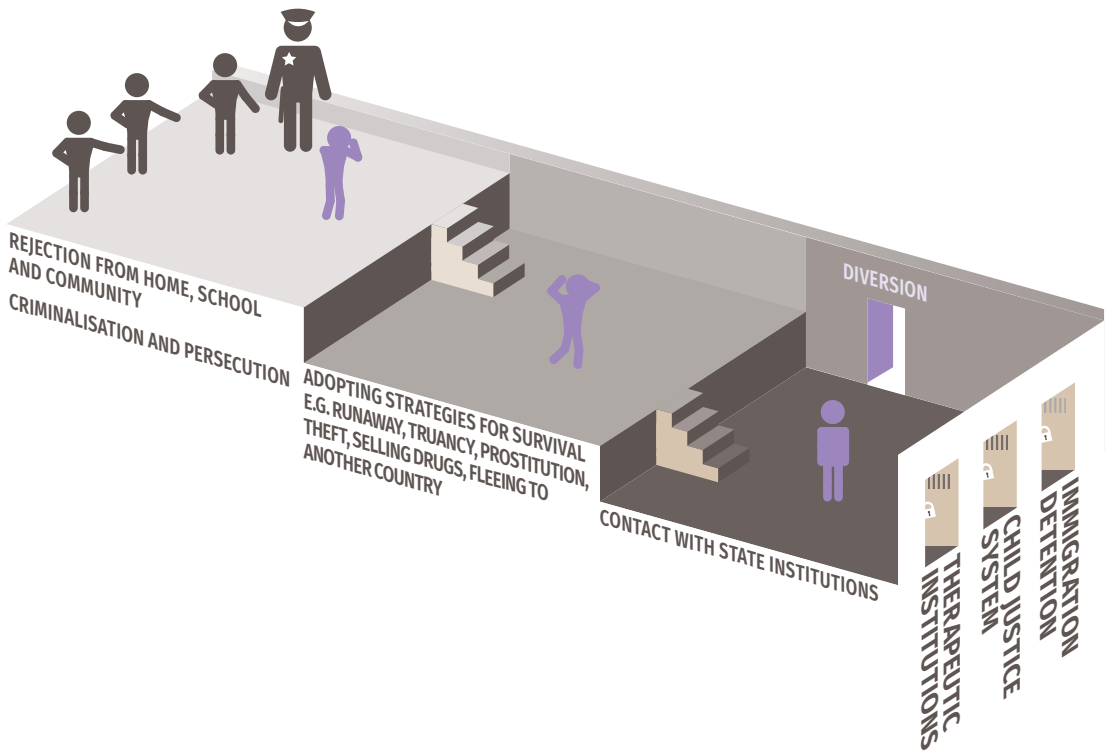 REJECTION FROM HOME, SCHOOL
AND COMMUNITY
CRIMINALISATION AND PERSECUTION
ADOPTING STRATEGIES FOR SURVIVAL
E.G. RUNAWAY, TRUANCY, PROSTITUTION,
THEFT, SELLING DRUGS, FLEEING TO
ANOTHER COUNTRY
DIVERSION
CONTACT WITH STATE INSTITUTIONS
THERAPEUTIC
INSTITUTIONS
CHILD JUSTICE
SYSTEM
IMMIGRATION
DETENTION